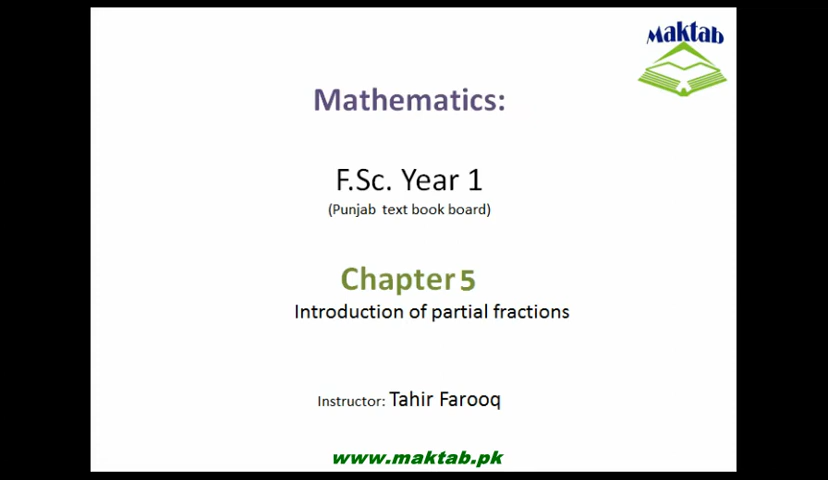 Maktab
Mathematics:
F.Sc. Year 1
(Punjab text book board)
Chapter 5
Introduction of partial fractions
Instructor: Tahir Farooq
www.maktab.pk